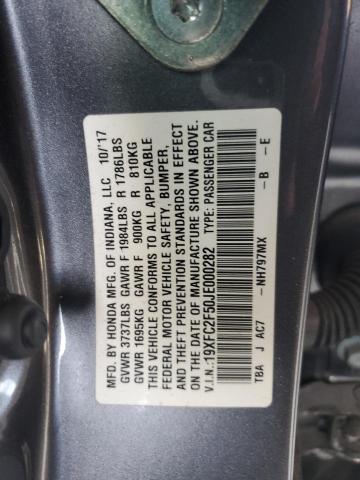 MFD. BY HONDA MFG. OF INDIANA, LLC 10/'17
GVWR 3737LBS GAWR F 1984LBS R 1786LBS
GVWR 1695KG GAWR F 900KG R 810KG
THIS VEHICLE CONFORMS TO ALL APPLICABLE
FEDERAL MOTOR VEHICLE SAFETY, BUMPER,
AND THEFT PREVENTION STANDARDS IN EFFECT
ON THE DATE OF MANUFACTURE SHOWN ABOVE.
V.I.N.:19XFC2F50JE000282 TYPE: PASSENGER CAR
TBA J AC7 -NH797MX -B -E